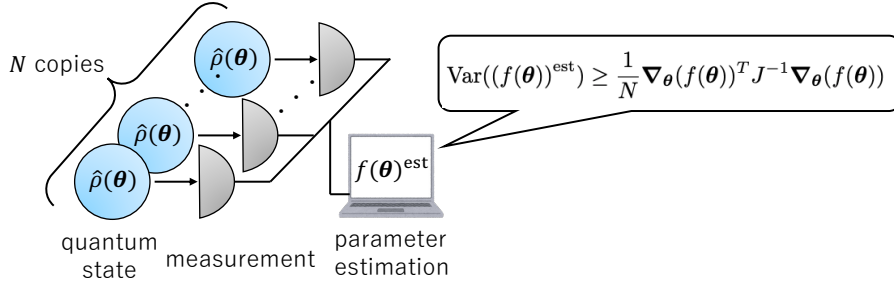 N copies
ρ̂(θ)
ρ̂(θ)
ρ̂(θ)
f(θ)^est
quantum
state
measurement
parameter
estimation
Var((f(θ))^est) ≥ 1/N ∇_θ(f(θ))^T J^{-1} ∇_θ(f(θ))